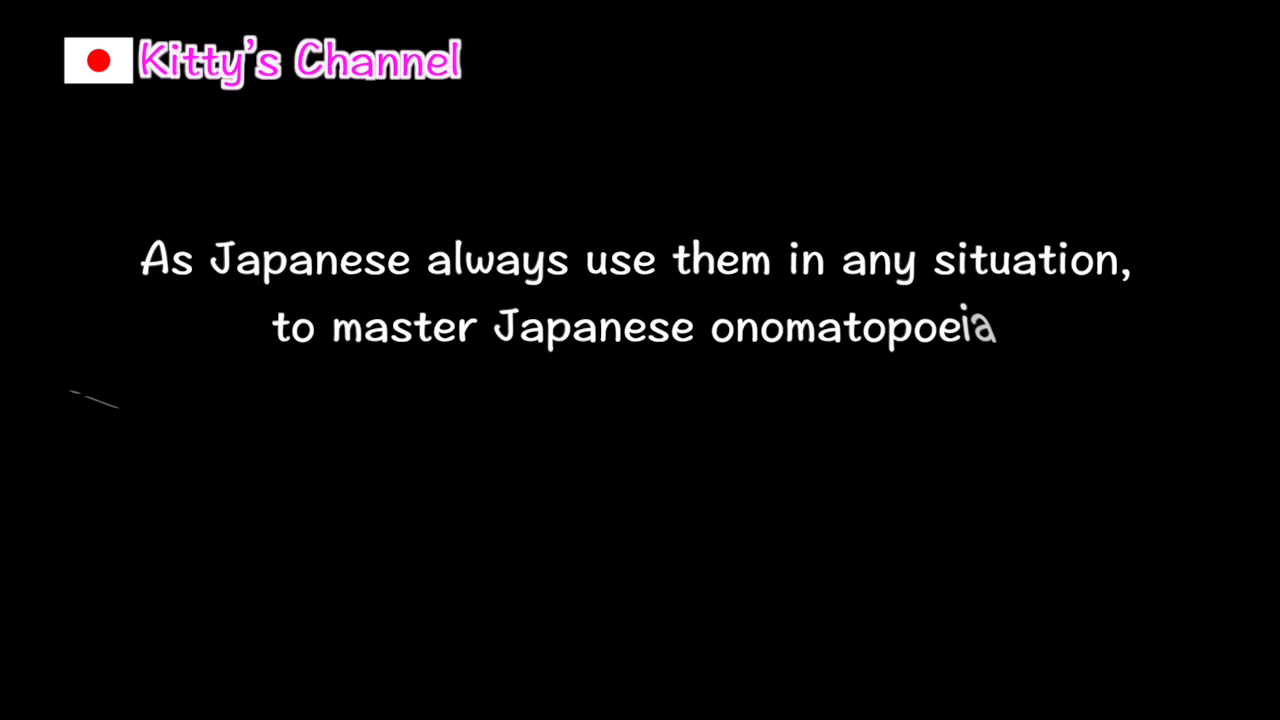 Kitty's Channel
As Japanese always use them in any situation,
to master Japanese onomatopoeia